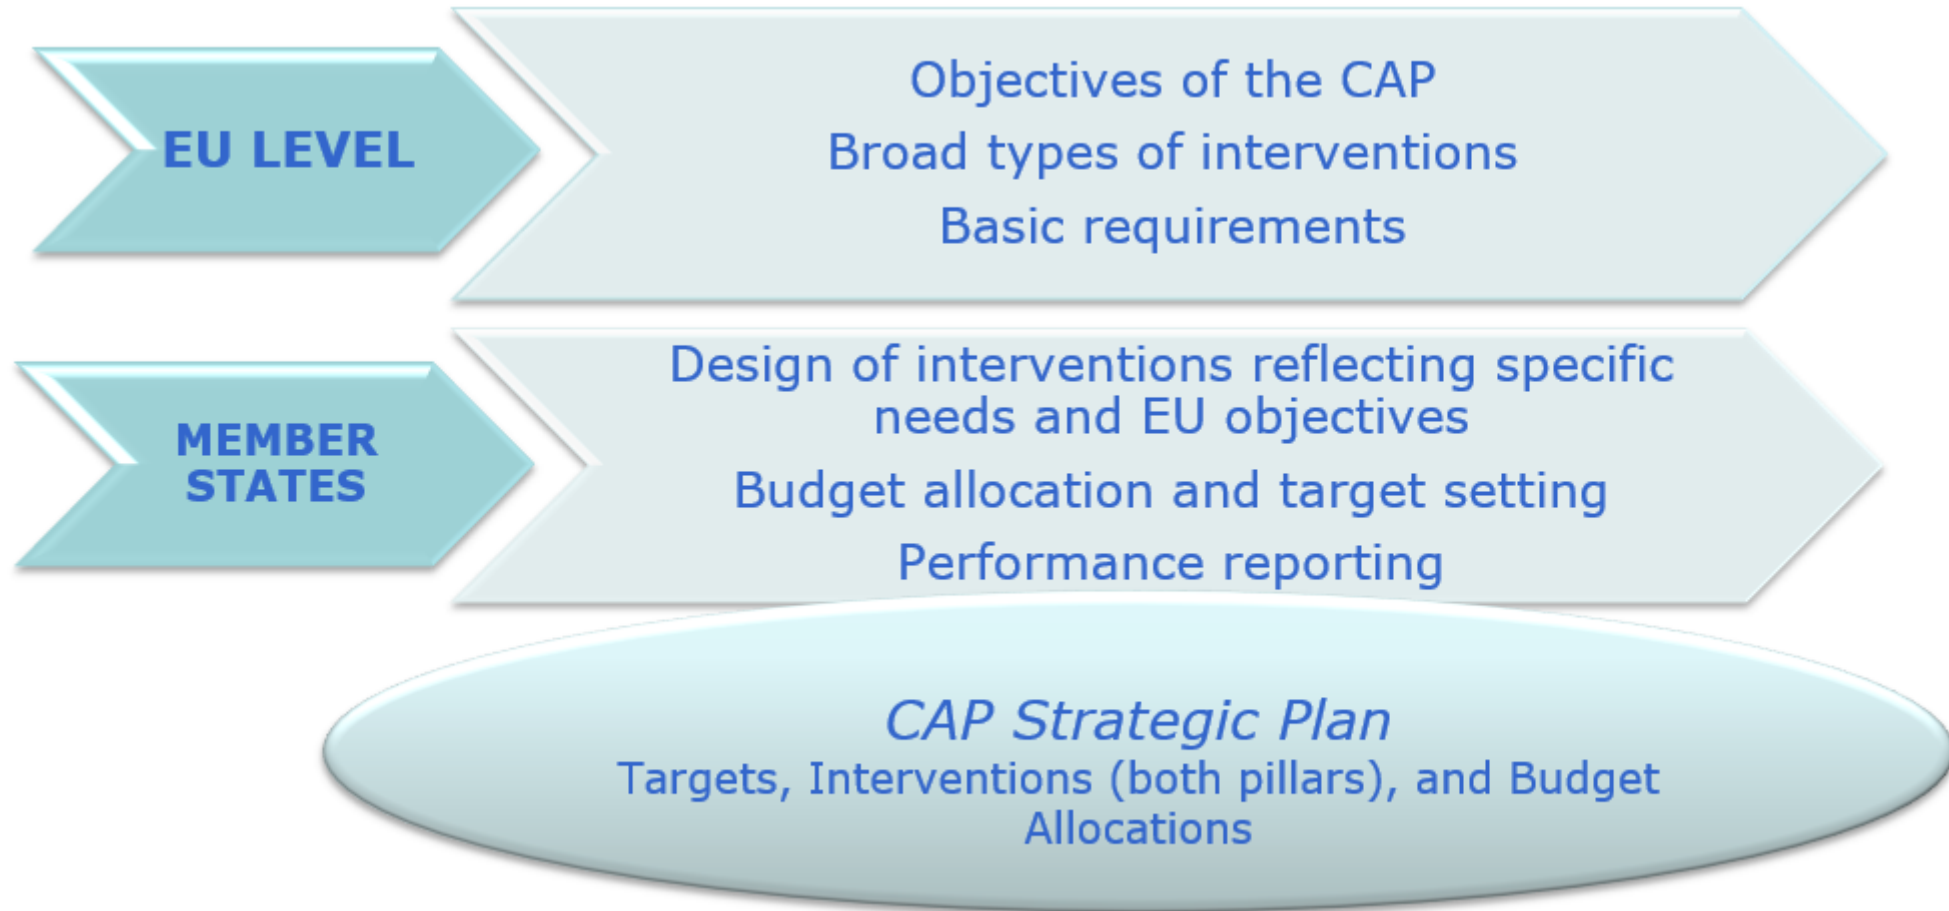 EU LEVEL
Objectives of the CAP
Broad types of interventions
Basic requirements
MEMBER
STATES
Design of interventions reflecting specific
needs and EU objectives
Budget allocation and target setting
Performance reporting
CAP Strategic Plan
Targets, Interventions (both pillars), and Budget
Allocations